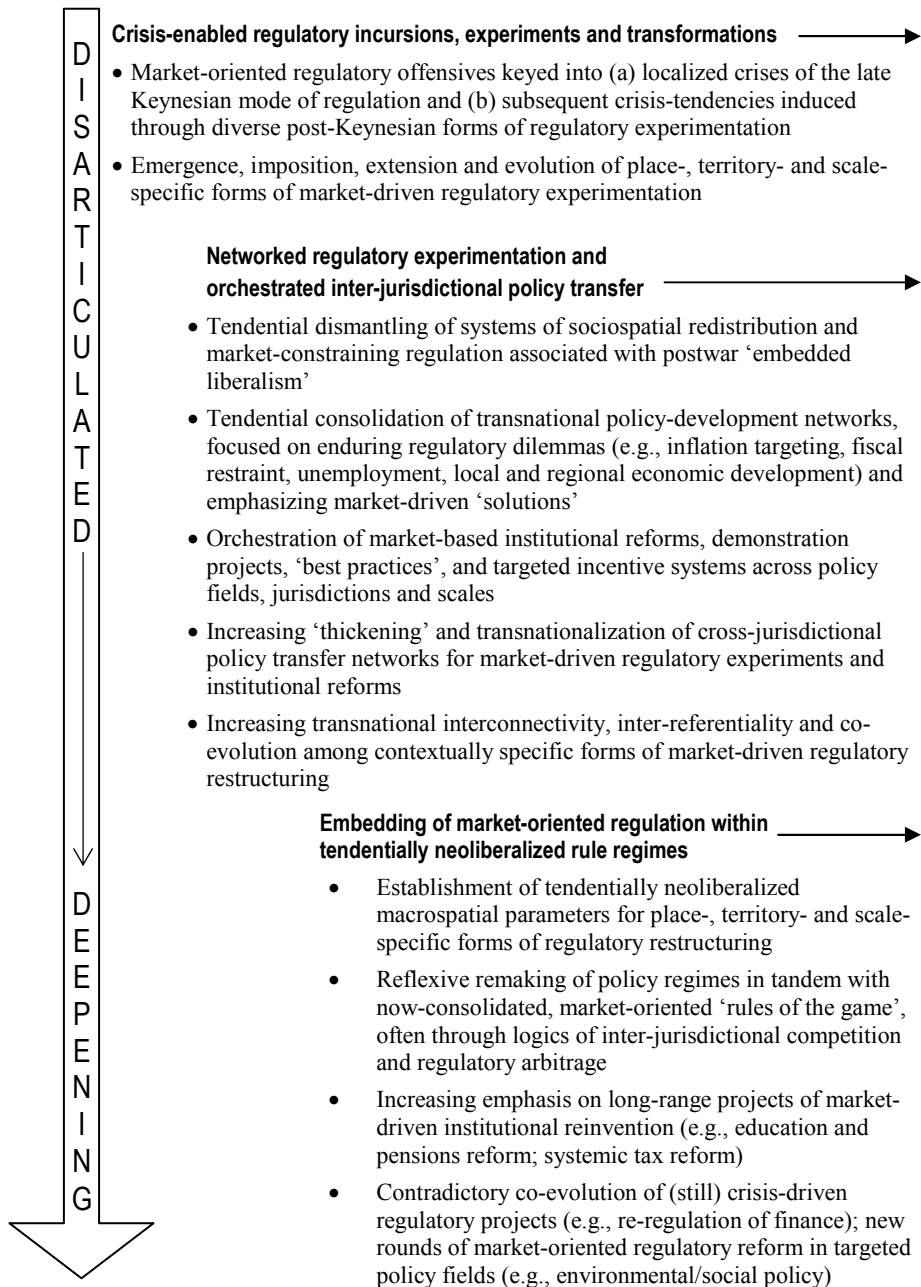 DISARTICULATED
DEEPENING
Crisis-enabled regulatory incursions, experiments and transformations
• Market-oriented regulatory offensives keyed into (a) localized crises of the late
Keynesian mode of regulation and (b) subsequent crisis-tendencies induced
through diverse post-Keynesian forms of regulatory experimentation
• Emergence, imposition, extension and evolution of place-, territory- and scale-
specific forms of market-driven regulatory experimentation
Networked regulatory experimentation and
orchestrated inter-jurisdictional policy transfer
• Tendential dismantling of systems of sociospatial redistribution and
market-constraining regulation associated with postwar ‘embedded
liberalism’
• Tendential consolidation of transnational policy-development networks,
focused on enduring regulatory dilemmas (e.g., inflation targeting, fiscal
restraint, unemployment, local and regional economic development) and
emphasizing market-driven ‘solutions’
• Orchestration of market-based institutional reforms, demonstration
projects, ‘best practices’, and targeted incentive systems across policy
fields, jurisdictions and scales
• Increasing ‘thickening’ and transnationalization of cross-jurisdictional
policy transfer networks for market-driven regulatory experiments and
institutional reforms
• Increasing transnational interconnectivity, inter-referentiality and co-
evolution among contextually specific forms of market-driven regulatory
restructuring
Embedding of market-oriented regulation within
tendentially neoliberalized rule regimes
• Establishment of tendentially neoliberalized
macrospatial parameters for place-, territory- and scale-
specific forms of regulatory restructuring
• Reflexive remaking of policy regimes in tandem with
now-consolidated, market-oriented ‘rules of the game’,
often through logics of inter-jurisdictional competition
and regulatory arbitrage
• Increasing emphasis on long-range projects of market-
driven institutional reinvention (e.g., education and
pensions reform; systemic tax reform)
• Contradictory co-evolution of (still) crisis-driven
regulatory projects (e.g., re-regulation of finance); new
rounds of market-oriented regulatory reform in targeted
policy fields (e.g., environmental/social policy)